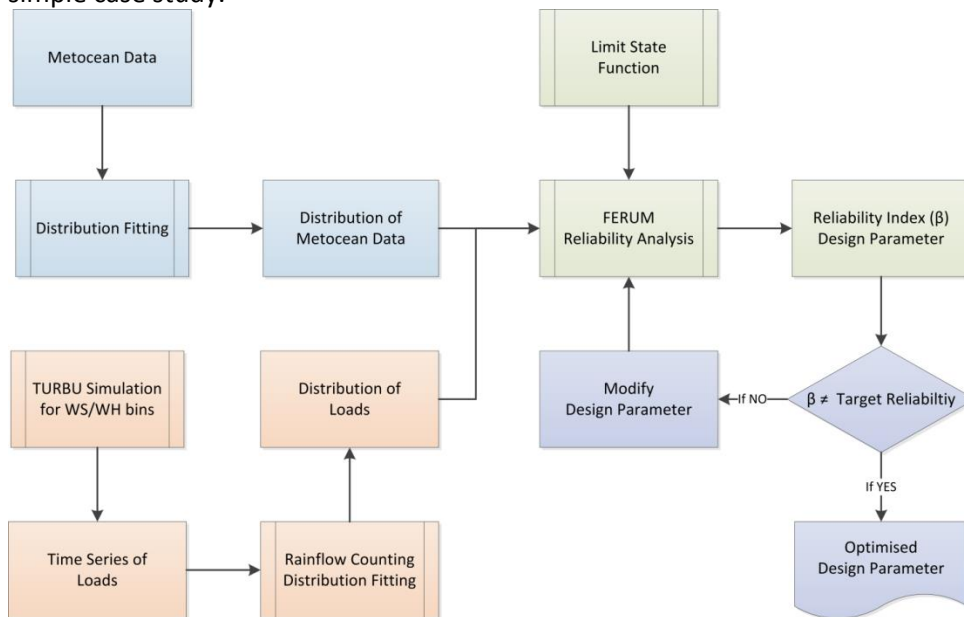 simple case study.
Metocean Data
Limit State
Function
Distribution Fitting
Distribution of
Metocean Data
FERUM
Reliability Analysis
Reliability Index (β)
Design Parameter
TURBU Simulation
for WS/WH bins
Distribution of
Loads
Modify
Design Parameter
If NO
β ≠ Target Reliabiltiy
If YES
Time Series of
Loads
Rainflow Counting
Distribution Fitting
Optimised
Design Parameter